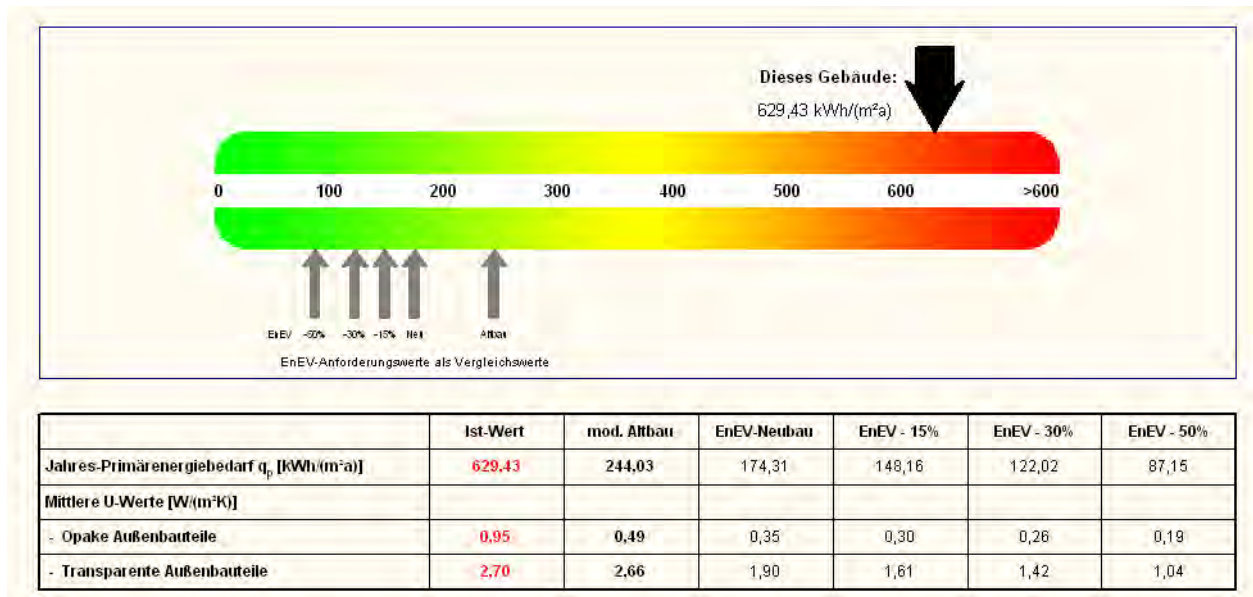 Dieses Gebäude:
629,43 kWh/(m²a)
0 100 200 300 400 500 600 >600
EnEV -50% -30% -15% Neu Altbau
EnEV-Anforderungswerte als Vergleichswerte
Ist-Wert mod. Altbau EnEV-Neubau EnEV - 15% EnEV - 30% EnEV - 50%
Jahres-Primärenergiebedarf qp [kWh/(m²a)] 629,43 244,03 174,31 148,16 122,02 87,15
Mittlere U-Werte [W/(m²K)]
- Opake Außenbauteile 0,95 0,49 0,35 0,30 0,26 0,19
- Transparente Außenbauteile 2,70 2,66 1,90 1,61 1,42 1,04